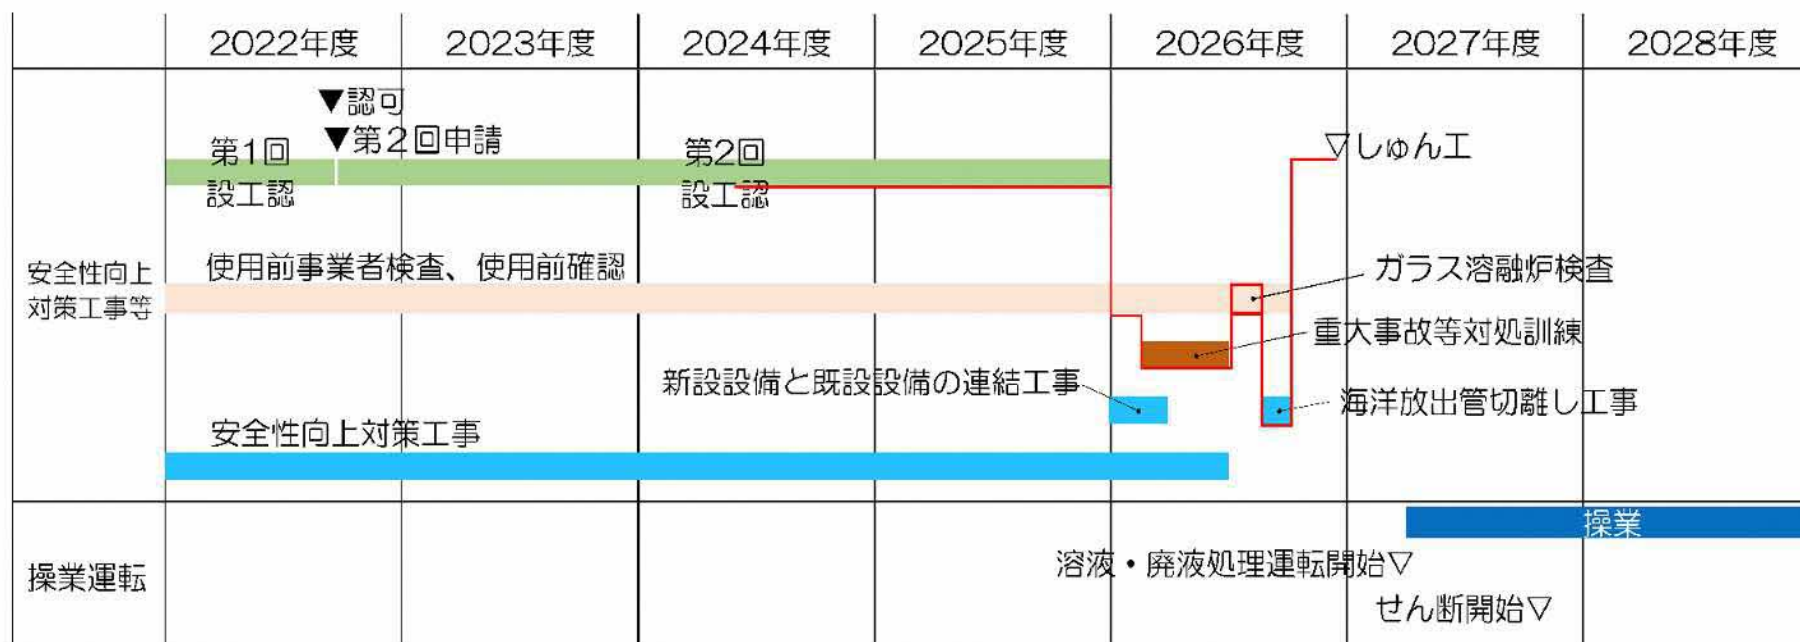 2022年度
2023年度
2024年度
2025年度
2026年度
2027年度
2028年度
安全性向上
対策工事等
▼認可
▼第2回申請
第1回
設工認
第2回
設工認
▽しゅん工
使用前事業者検査、使用前確認
ガラス溶融炉検査
重大事故等対処訓練
新設設備と既設設備の連結工事
海洋放出管切離し工事
安全性向上対策工事
操業運転
操業
溶液・廃液処理運転開始▽
せん断開始▽